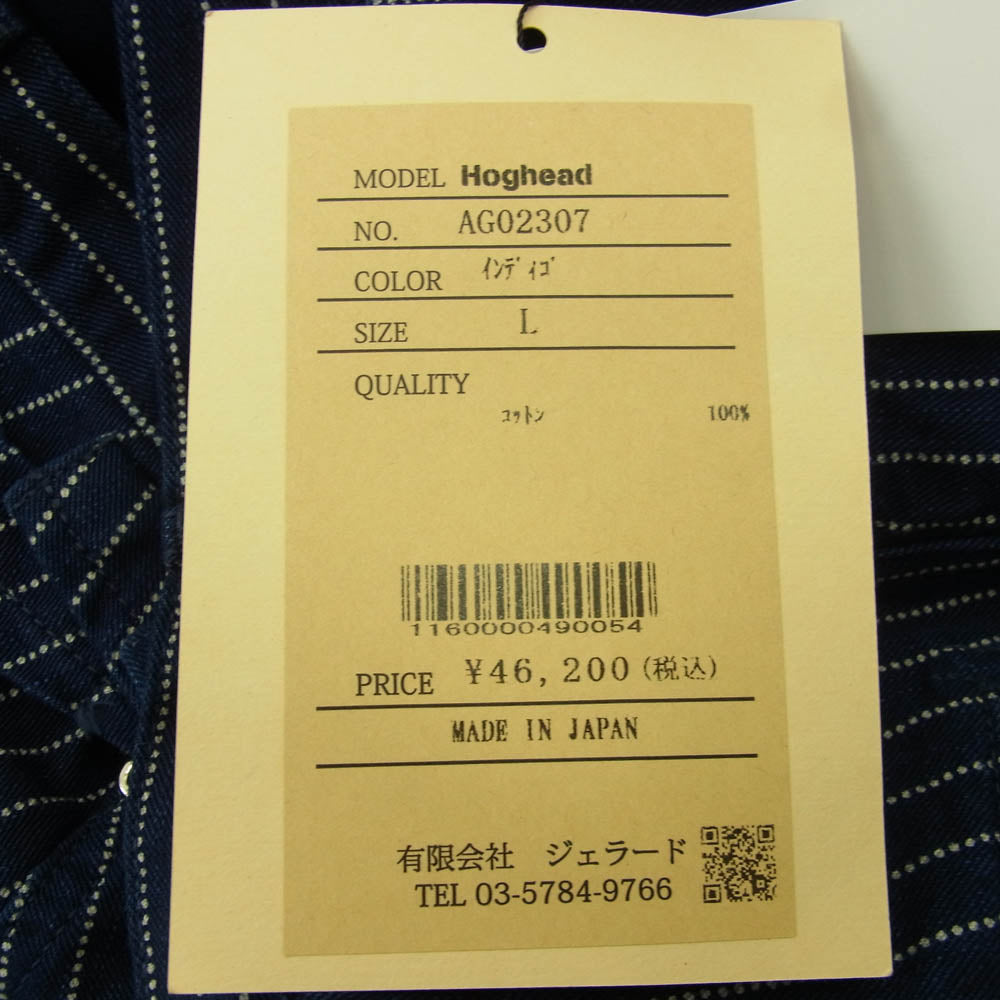 MODEL Hoghead
NO. AG02307
COLOR ｲﾝﾃﾞｨｺﾞ
SIZE L
QUALITY
ｺｯﾄﾝ 100%
1160000490054
PRICE ¥46,200(税込)
MADE IN JAPAN
有限会社 ジェラード
TEL 03-5784-9766